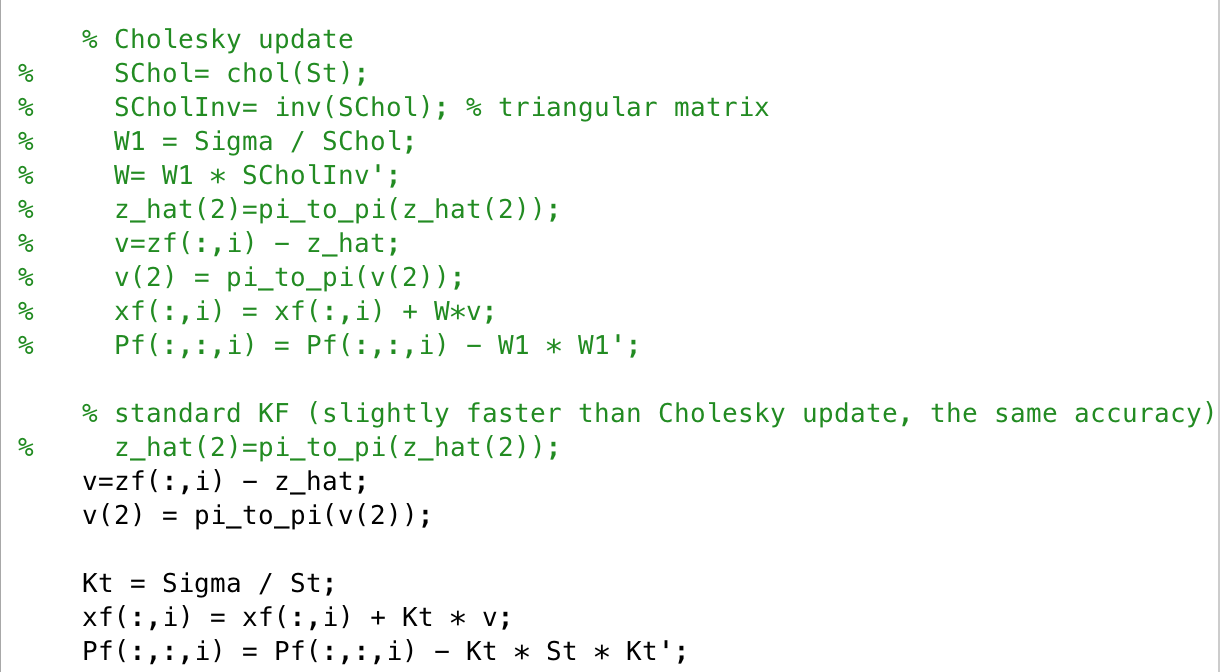 % Cholesky update
%     SChol= chol(St);
%     SCholInv= inv(SChol); % triangular matrix
%     W1 = Sigma / SChol;
%     W= W1 * SCholInv';
%     z_hat(2)=pi_to_pi(z_hat(2));
%     v=zf(:,i) - z_hat;
%     v(2) = pi_to_pi(v(2));
%     xf(:,i) = xf(:,i) + W*v;
%     Pf(:,:,i) = Pf(:,:,i) - W1 * W1';
    % standard KF (slightly faster than Cholesky update, the same accuracy)
%     z_hat(2)=pi_to_pi(z_hat(2));
    v=zf(:,i) - z_hat;
    v(2) = pi_to_pi(v(2));
    Kt = Sigma / St;
    xf(:,i) = xf(:,i) + Kt * v;
    Pf(:,:,i) = Pf(:,:,i) - Kt * St * Kt';